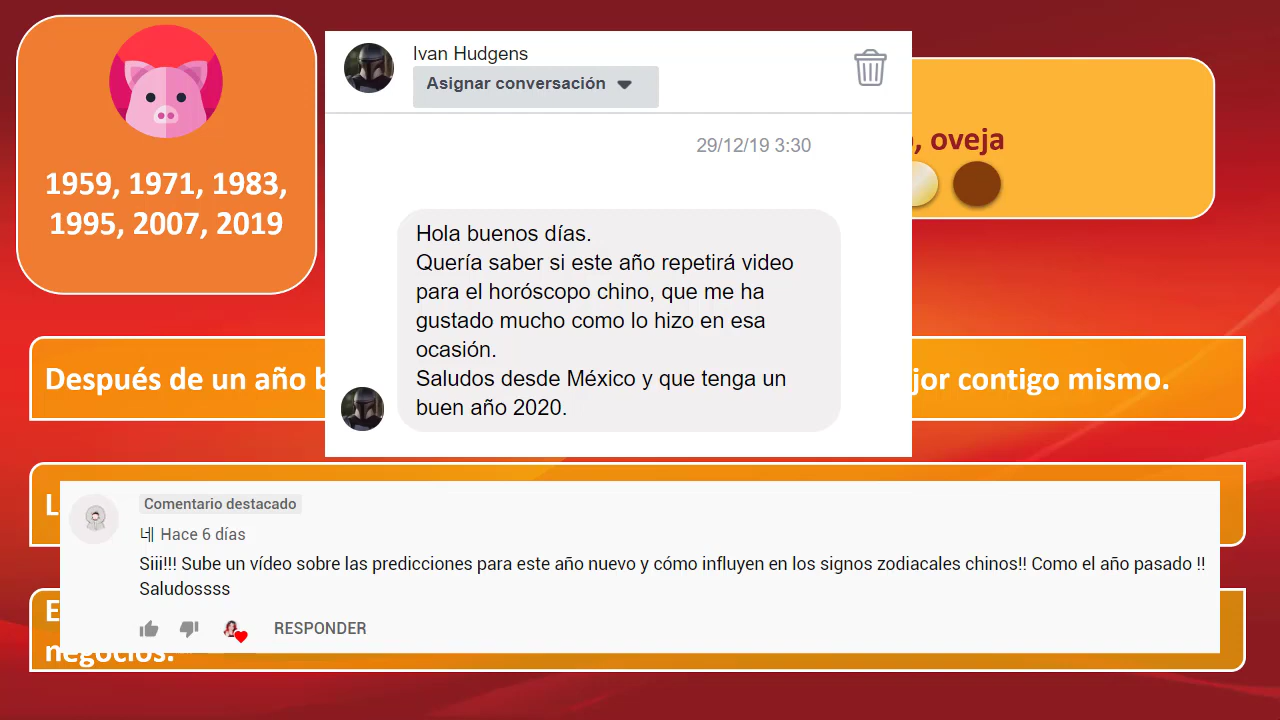 1959, 1971, 1983,
1995, 2007, 2019
Ivan Hudgens
Asignar conversación
29/12/19 3:30
Hola buenos días.
Quería saber si este año repetirá video
para el horóscopo chino, que me ha
gustado mucho como lo hizo en esa
ocasión.
Saludos desde México y que tenga un
buen año 2020.
, oveja
Después de un año
contigo mismo.
Comentario destacado
네 Hace 6 días
Siii!!! Sube un vídeo sobre las predicciones para este año nuevo y cómo influyen en los signos zodiacales chinos!! Como el año pasado !!
Saludossss
RESPONDER
negocios.